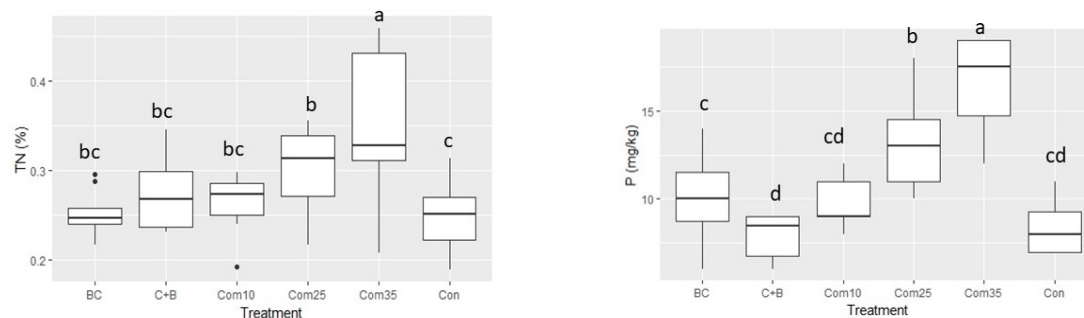 a
b
bc
bc
bc
c
TN (%)
0.4
0.3
0.2
BC C+B Com10 Com25 Com35 Con
Treatment
a
b
c
cd
cd
d
P (mg/kg)
15
10
BC C+B Com10 Com25 Com35 Con
Treatment